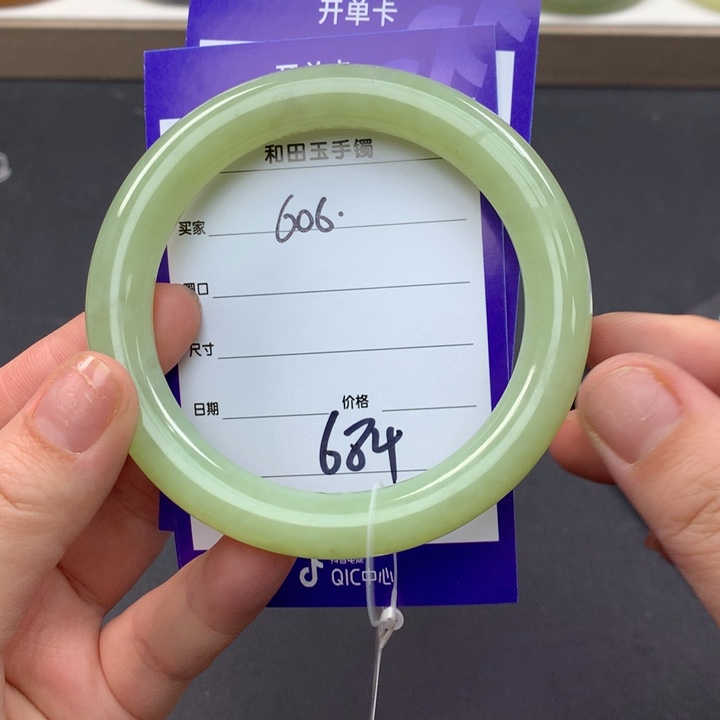 开单卡
和田玉手镯
买家 606.
圈口
尺寸
日期 价格
684
QIC中心